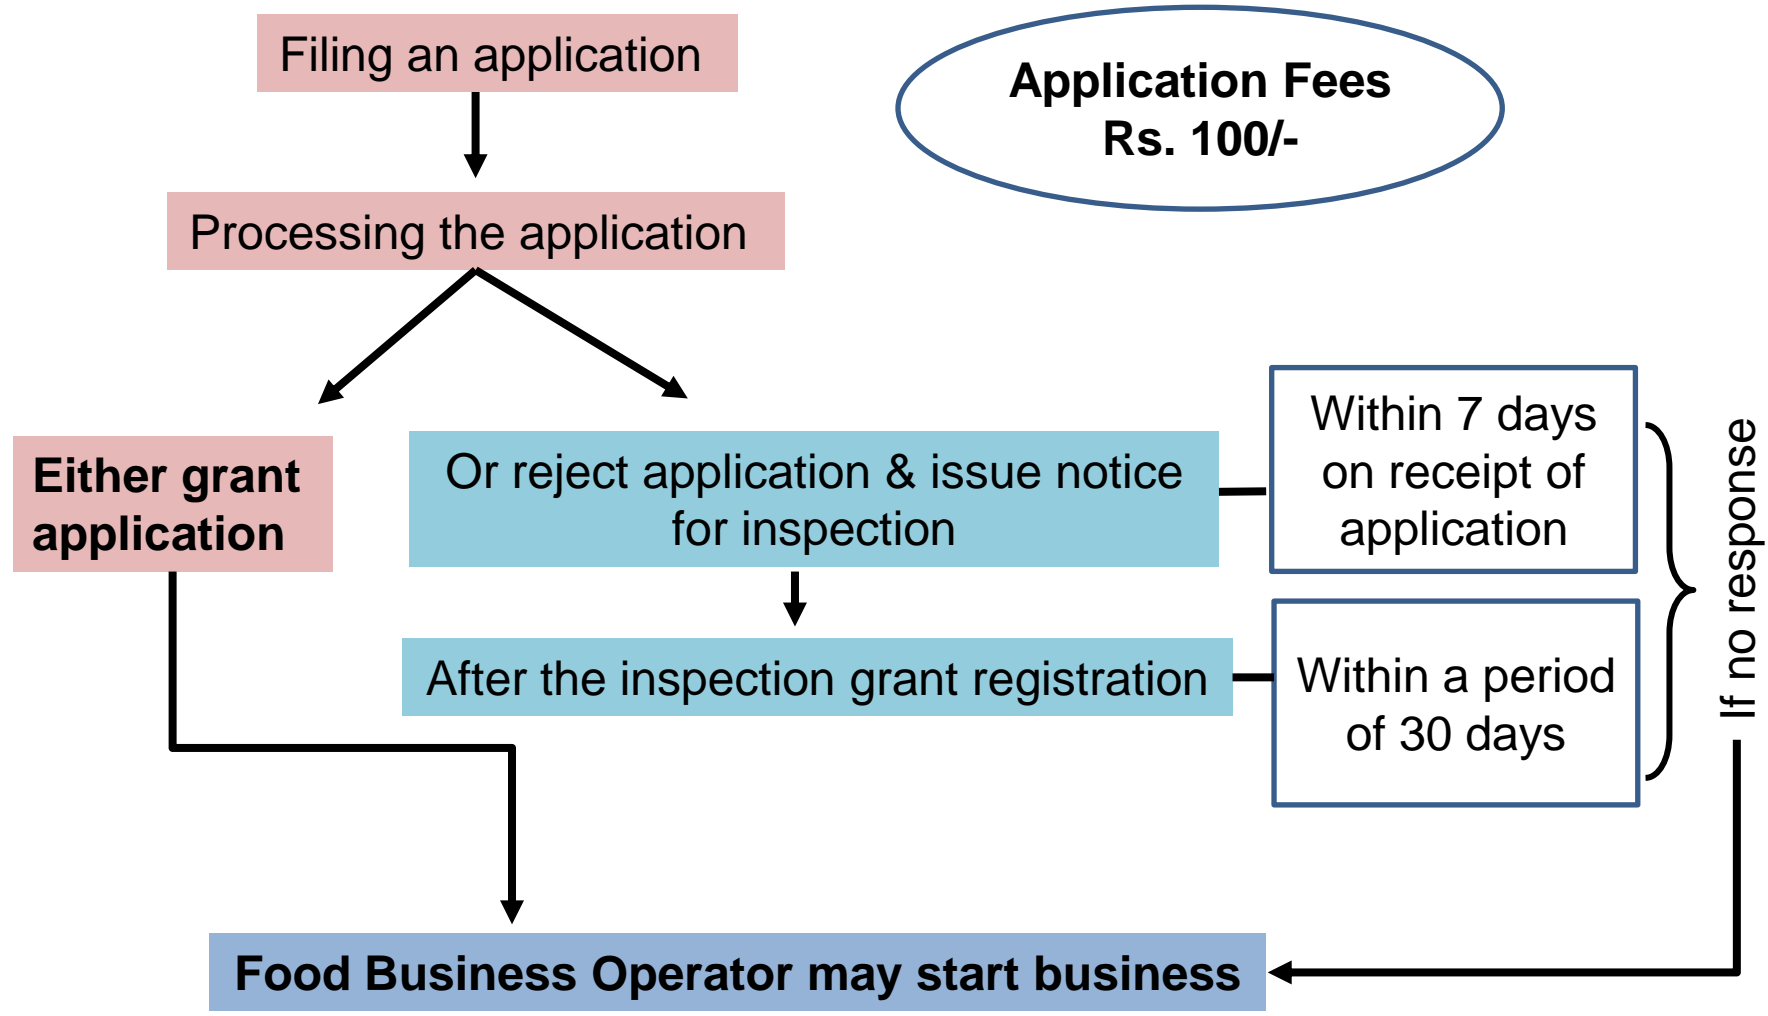 Filing an application
Application Fees
Rs. 100/-
Processing the application
Either grant
application
Or reject application & issue notice
for inspection
Within 7 days
on receipt of
application
After the inspection grant registration
Within a period
of 30 days
If no response
Food Business Operator may start business